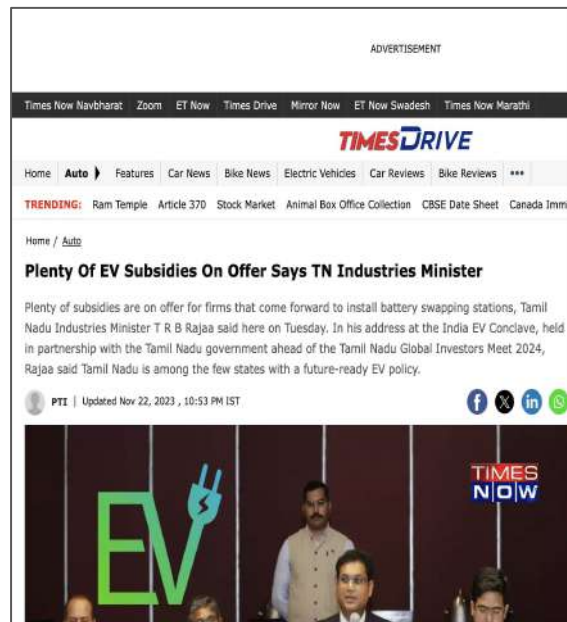 ADVERTISEMENT
Times Now Navbharat Zoom ET Now Times Drive Mirror Now ET Now Swadesh Times Now Marathi
TIMESDRIVE
Home Auto Features Car News Bike News Electric Vehicles Car Reviews Bike Reviews •••
TRENDING: Ram Temple Article 370 Stock Market Animal Box Office Collection CBSE Date Sheet Canada Imm
Home / Auto
Plenty Of EV Subsidies On Offer Says TN Industries Minister
Plenty of subsidies are on offer for firms that come forward to install battery swapping stations, Tamil
Nadu Industries Minister T R B Rajaa said here on Tuesday. In his address at the India EV Conclave, held
in partnership with the Tamil Nadu government ahead of the Tamil Nadu Global Investors Meet 2024,
Rajaa said Tamil Nadu is among the few states with a future-ready EV policy.
PTI | Updated Nov 22, 2023 , 10:53 PM IST
EV
TIMES
NOW